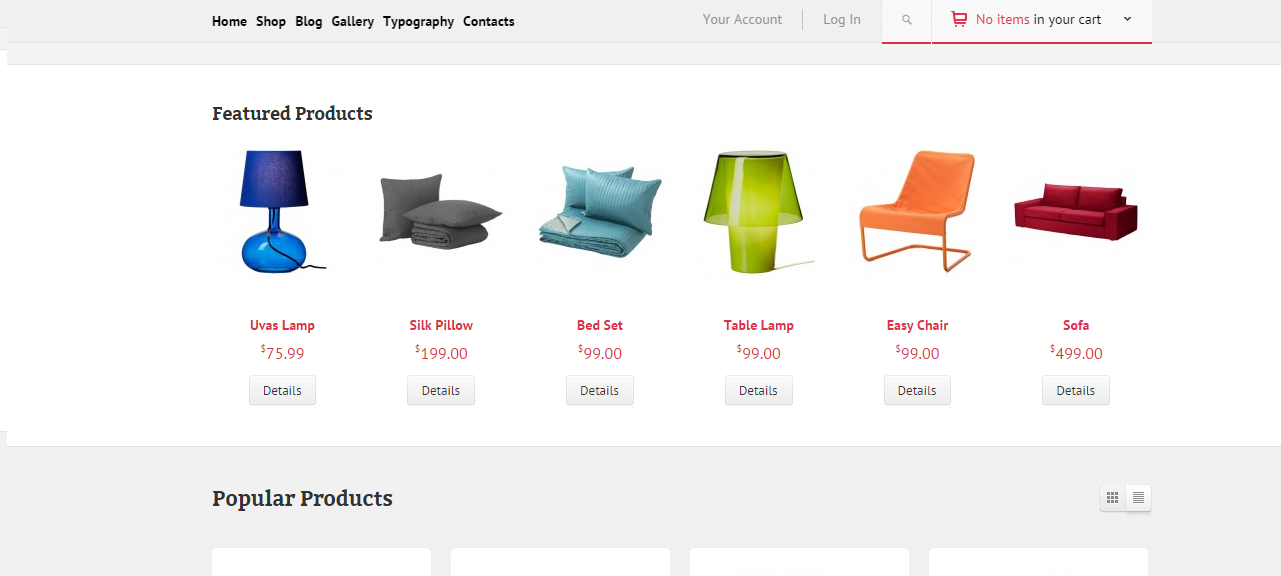 Home Shop Blog Gallery Typography Contacts
Your Account Log In No items in your cart
Featured Products
Uvas Lamp Silk Pillow Bed Set Table Lamp Easy Chair Sofa
$75.99 $199.00 $99.00 $99.00 $99.00 $499.00
Details Details Details Details Details Details
Popular Products